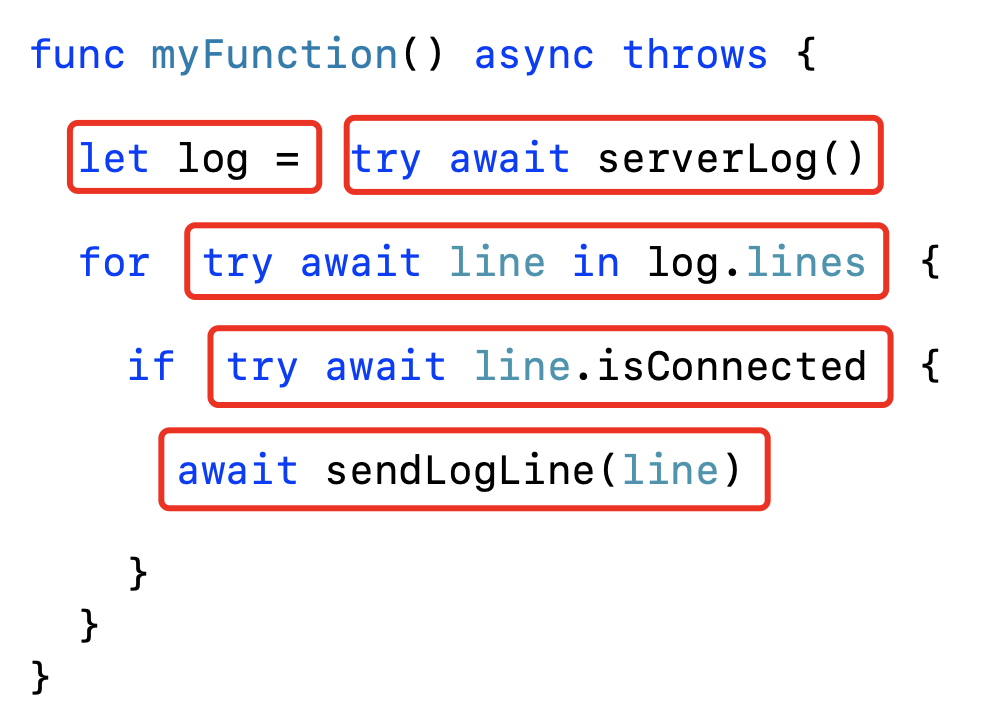 func myFunction() async throws {
let log = try await serverLog()
for try await line in log.lines {
if try await line.isConnected {
await sendLogLine(line)
}
}
}